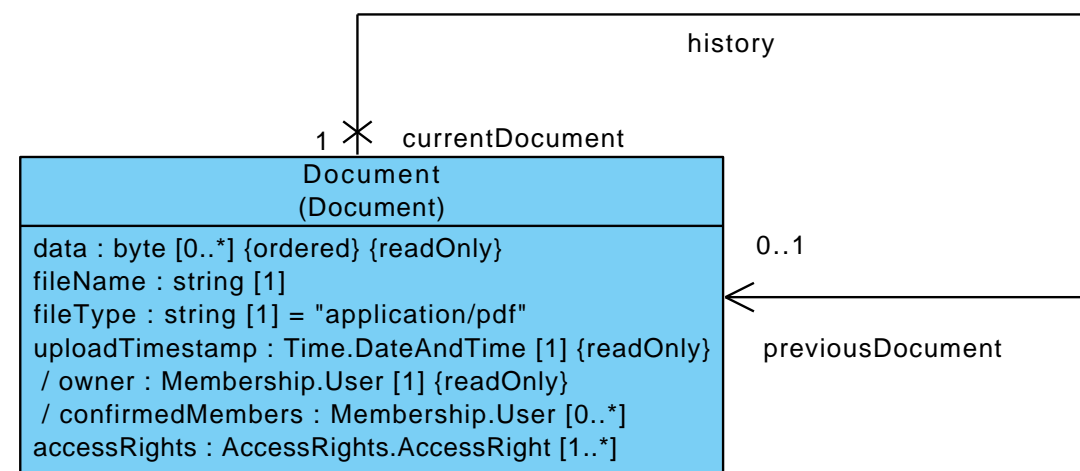 history
1
currentDocument
Document
(Document)
data : byte [0..*] {ordered} {readOnly}
fileName : string [1]
fileType : string [1] = "application/pdf"
uploadTimestamp : Time.DateAndTime [1] {readOnly}
/ owner : Membership.User [1] {readOnly}
/ confirmedMembers : Membership.User [0..*]
accessRights : AccessRights.AccessRight [1..*]
0..1
previousDocument